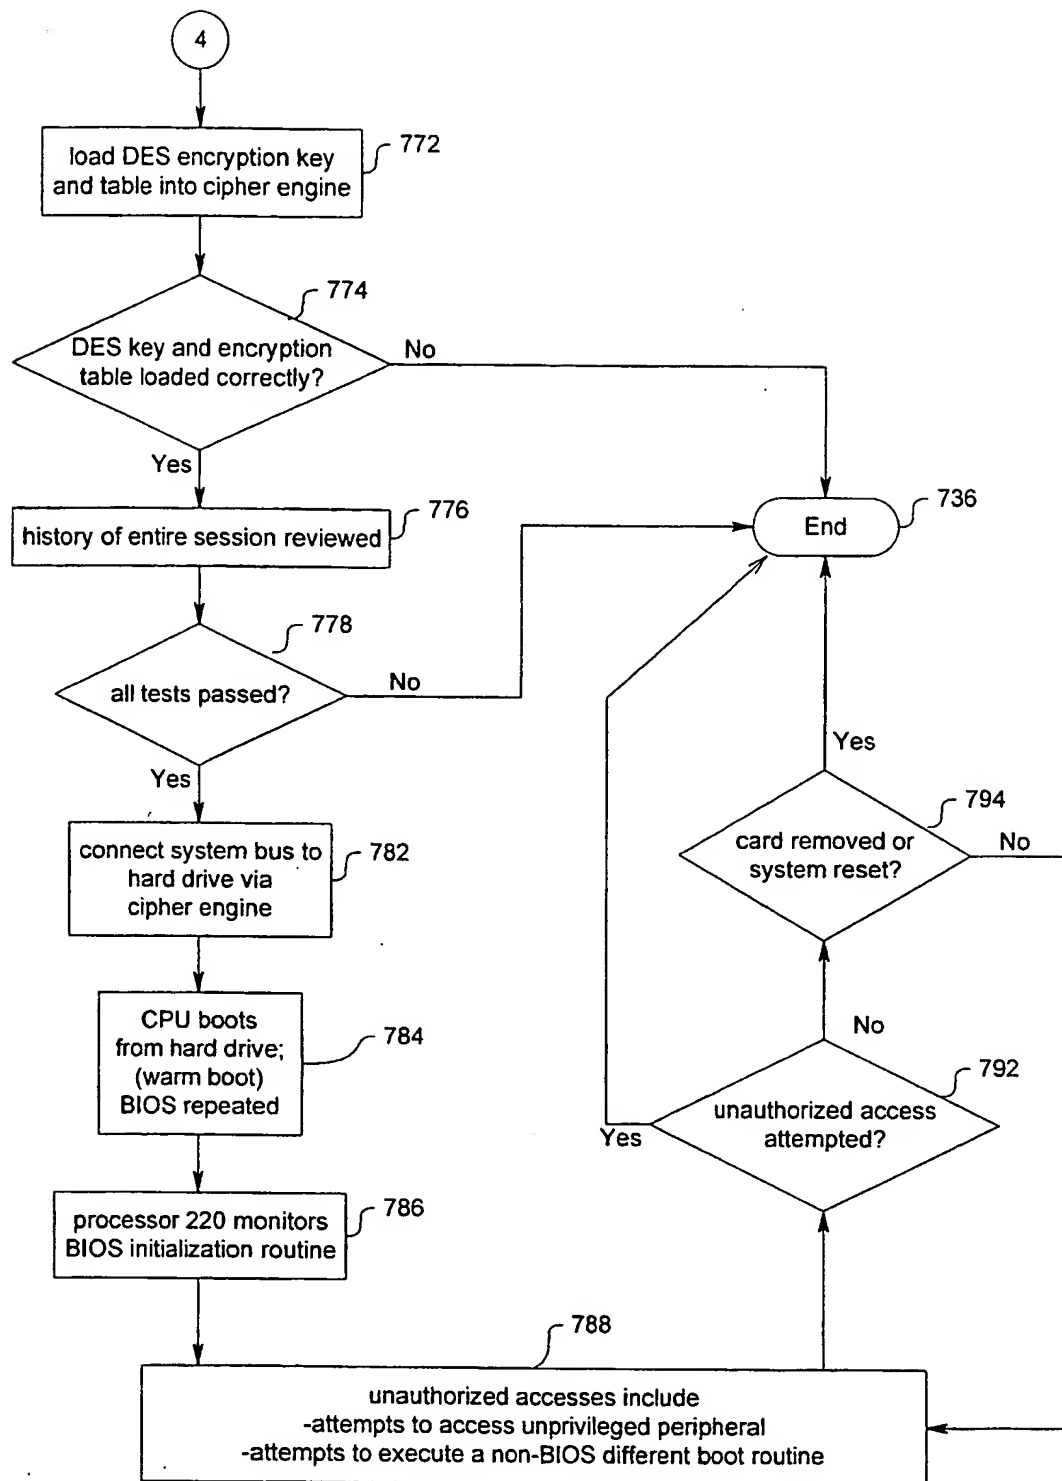 4
load DES encryption key
and table into cipher engine
772
774
DES key and encryption
table loaded correctly?
No
Yes
history of entire session reviewed
776
End
736
778
all tests passed?
No
Yes
connect system bus to
hard drive via
cipher engine
782
Yes
794
card removed or
system reset?
No
CPU boots
from hard drive;
(warm boot)
BIOS repeated
784
No
792
unauthorized access
attempted?
Yes
processor 220 monitors
BIOS initialization routine
786
788
unauthorized accesses include
-attempts to access unprivileged peripheral
-attempts to execute a non-BIOS different boot routine